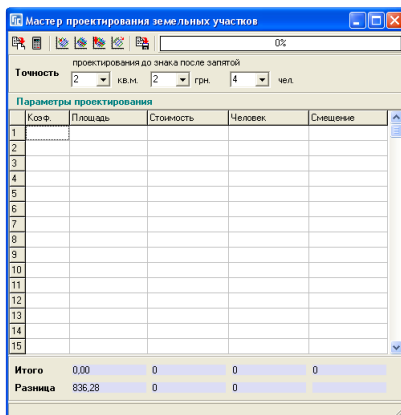 Мастер проектирования земельных участков
0%
проектирования до знака после запятой
Точность 2 кв.м. 2 грн. 4 чел.
Параметры проектирования
Коэф. Площадь Стоимость Человек Смещение
1
2
3
4
5
6
7
8
9
10
11
12
13
14
15
Итого 0,00 0 0 0
Разница 836,28 0 0